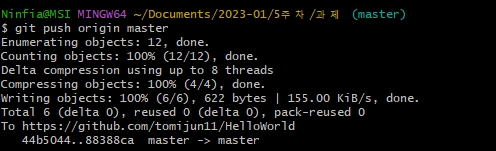 Ninfia@MSI MINGW64 ~/Documents/2023-01/5주차/과제 (master)
$ git push origin master
Enumerating objects: 12, done.
Counting objects: 100% (12/12), done.
Delta compression using up to 8 threads
Compressing objects: 100% (4/4), done.
Writing objects: 100% (6/6), 622 bytes | 155.00 KiB/s, done.
Total 6 (delta 0), reused 0 (delta 0), pack-reused 0
To https://github.com/tomijun11/HelloWorld
   44b5044..88388ca  master -> master